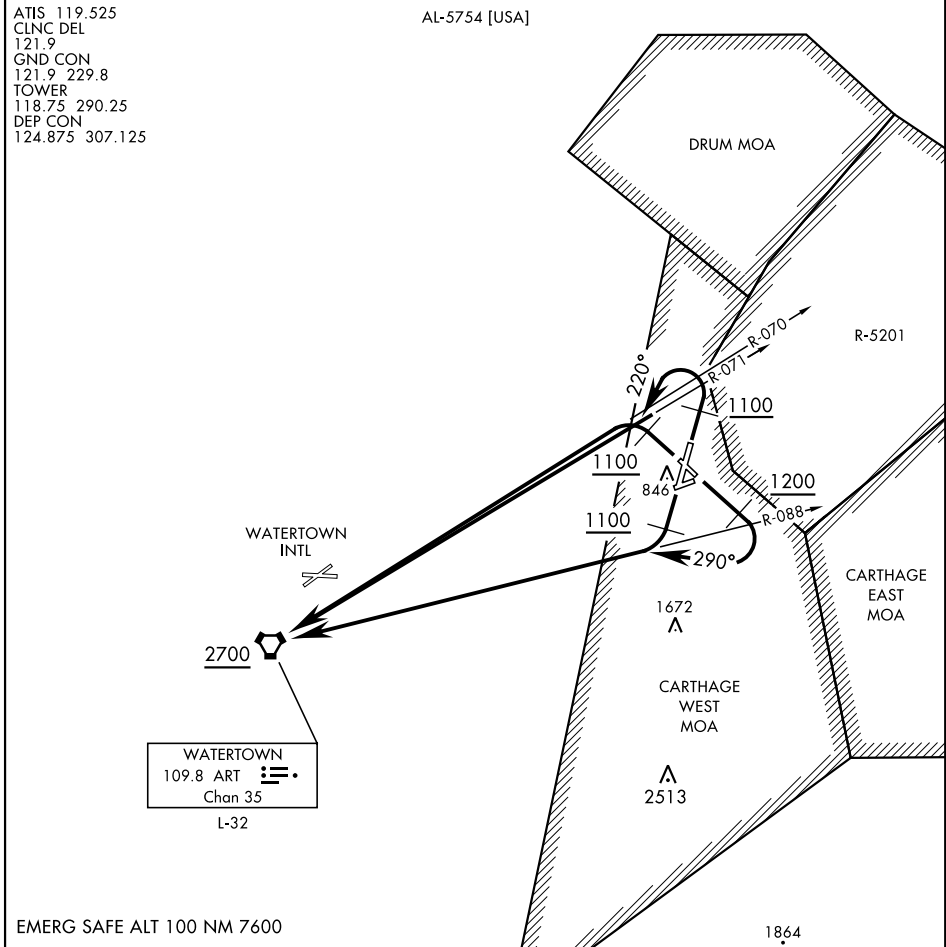 ATIS 119.525
CLNC DEL
121.9
GND CON
121.9 229.8
TOWER
118.75 290.25
DEP CON
124.875 307.125
AL-5754 [USA]
DRUM MOA
R-5201
R-070
R-071
220°
1100
1100
846
1200
1100
R-088
290°
WATERTOWN
INTL
CARTHAGE
EAST
MOA
1672
2700
CARTHAGE
WEST
MOA
WATERTOWN
109.8 ART
Chan 35
L-32
2513
EMERG SAFE ALT 100 NM 7600
1864